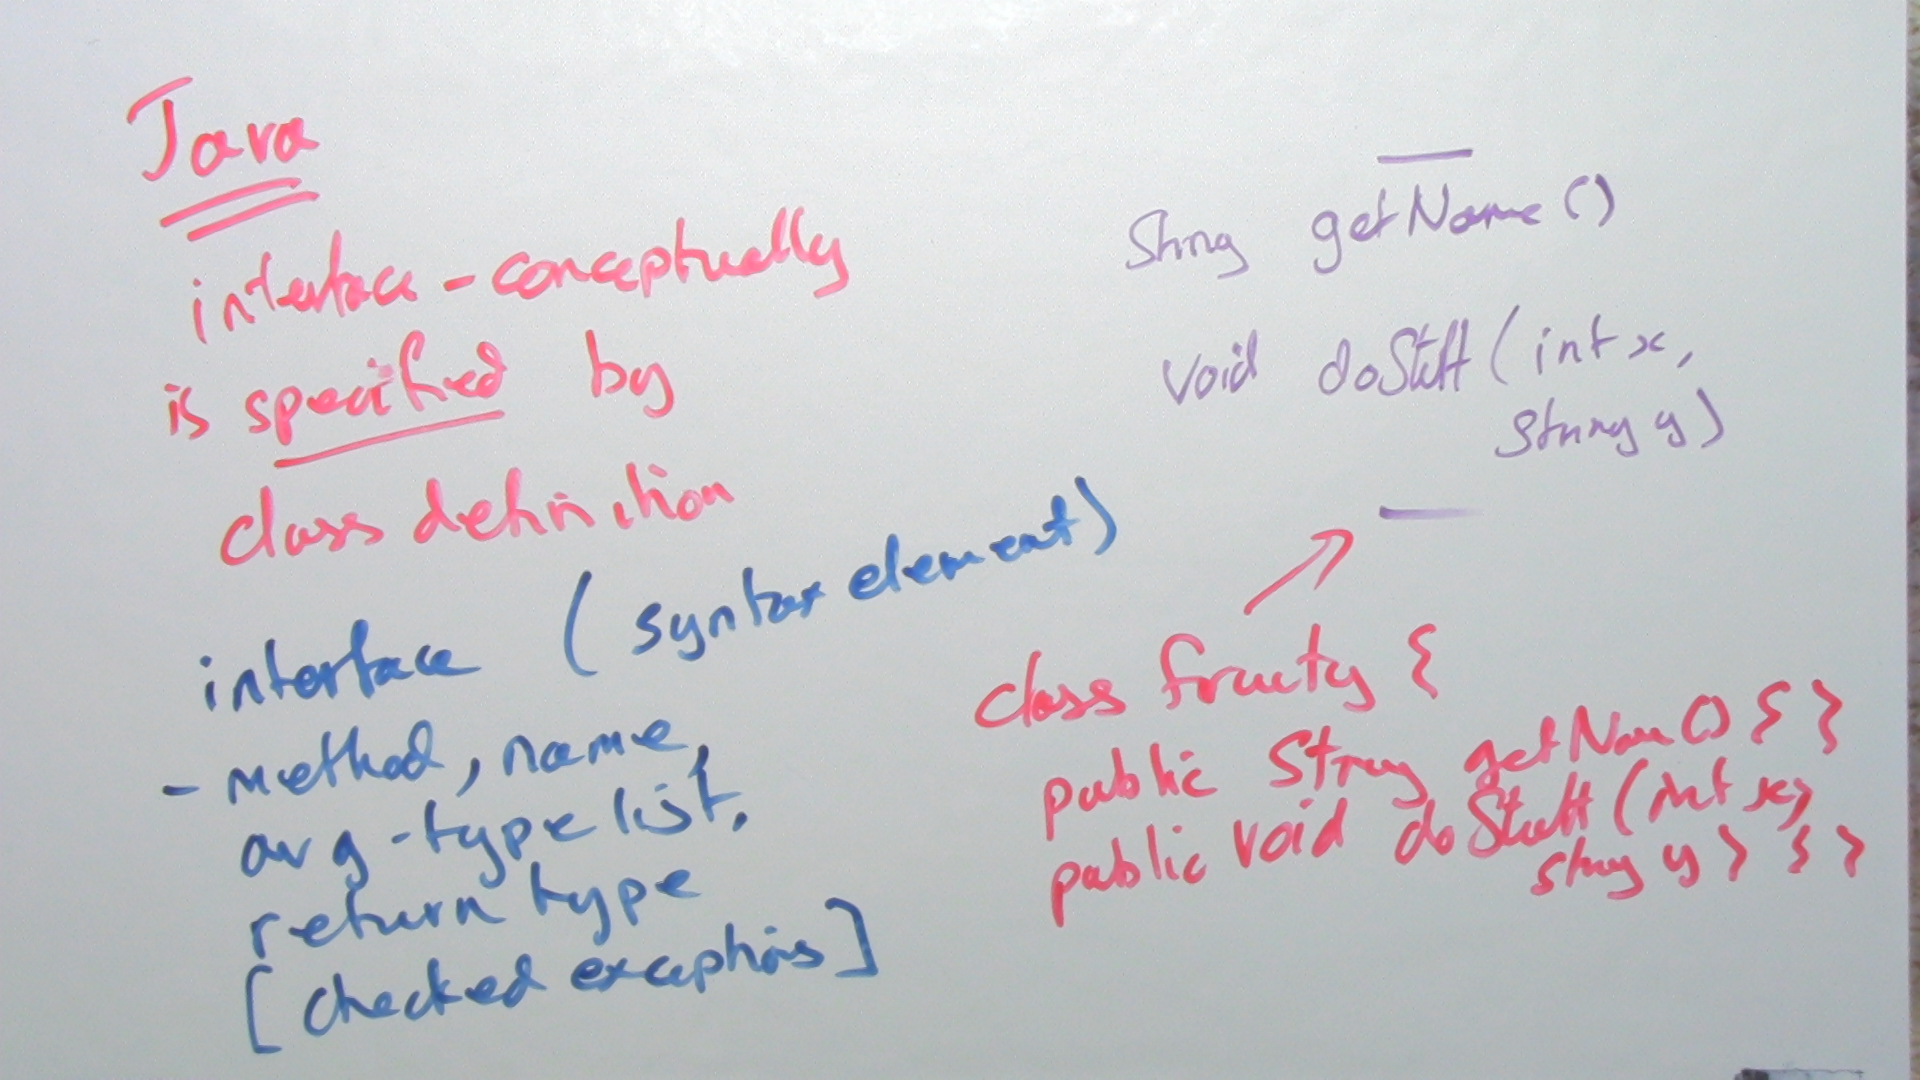 Java
interface - conceptually
is specified by
class definition
interface (syntax element)
- method, name,
arg-type list,
return type
[checked exceptions]
String getName()
void doStuff(int x,
String y)
class fructy {
public String getName() { }
public void doStuff(int x,
string y) { }